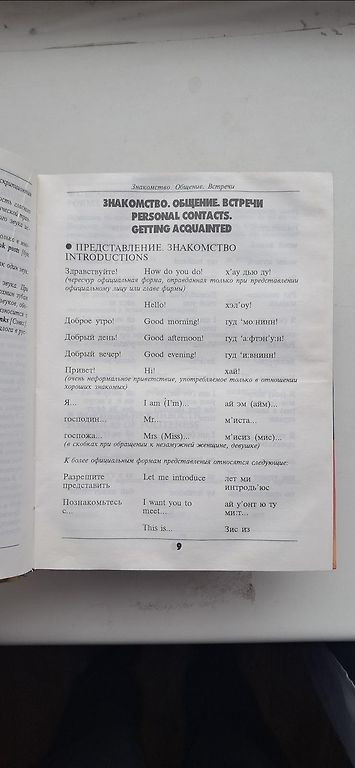 Знакомство. Общение. Встречи
ЗНАКОМСТВО. ОБЩЕНИЕ. ВСТРЕЧИ
PERSONAL CONTACTS.
GETTING ACQUAINTED
● ПРЕДСТАВЛЕНИЕ. ЗНАКОМСТВО
INTRODUCTIONS
Здравствуйте! How do you do! х'ау дью ду!
(чересчур официальная форма, оправданная только при представлении
официальному лицу или главе фирмы)
Hello! хэл'оу!
Доброе утро! Good morning! гуд 'мо:нинн!
Добрый день! Good afternoon! гуд 'а:фтэн'у:н!
Добрый вечер! Good evening! гуд 'и:внинн!
Привет! Hi! хай!
(очень неформальное приветствие, употребляемое только в отношении
хороших знакомых)
Я... I am (I'm)... ай эм (айм)...
господин... Mr... м'иста...
госпожа... Mrs (Miss)... м'исиз (мис)...
(в скобках при обращении к незамужней женщине, девушке)
К более официальным формам представления относятся следующие:
Разрешите Let me introduce лет ми
представить интродь'юс
Познакомьтесь I want you to ай у'онт ю ту
с... meet... ми:т...
This is... Зис из
9